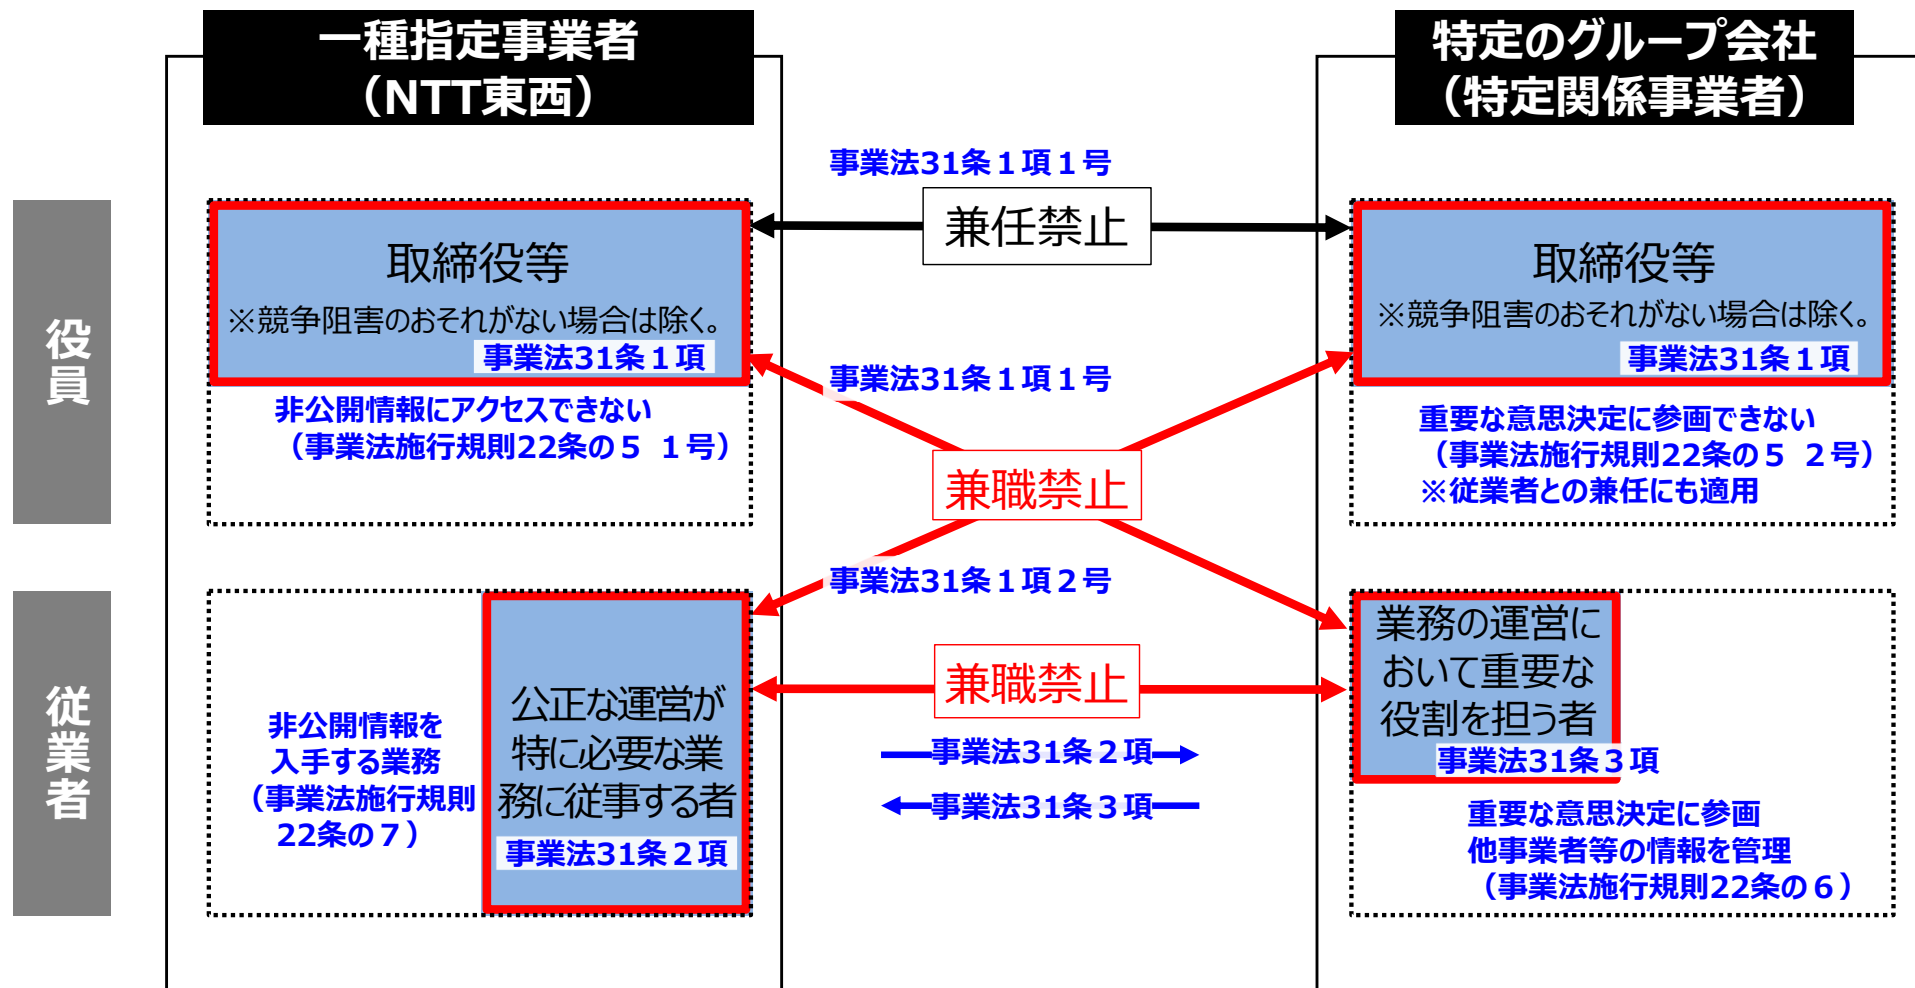 一種指定事業者
（NTT東西）
特定のグループ会社
（特定関係事業者）
役員
従業者
事業法31条１項１号
兼任禁止
取締役等
※競争阻害のおそれがない場合は除く。
事業法31条１項
非公開情報にアクセスできない
（事業法施行規則22条の５ １号）
取締役等
※競争阻害のおそれがない場合は除く。
事業法31条１項
重要な意思決定に参画できない
（事業法施行規則22条の５ ２号）
※従業者との兼任にも適用
事業法31条１項１号
兼職禁止
事業法31条１項２号
非公開情報を
入手する業務
（事業法施行規則
22条の７）
公正な運営が
特に必要な業
務に従事する者
事業法31条２項
兼職禁止
事業法31条２項
事業法31条３項
業務の運営に
おいて重要な
役割を担う者
事業法31条３項
重要な意思決定に参画
他事業者等の情報を管理
（事業法施行規則22条の６）